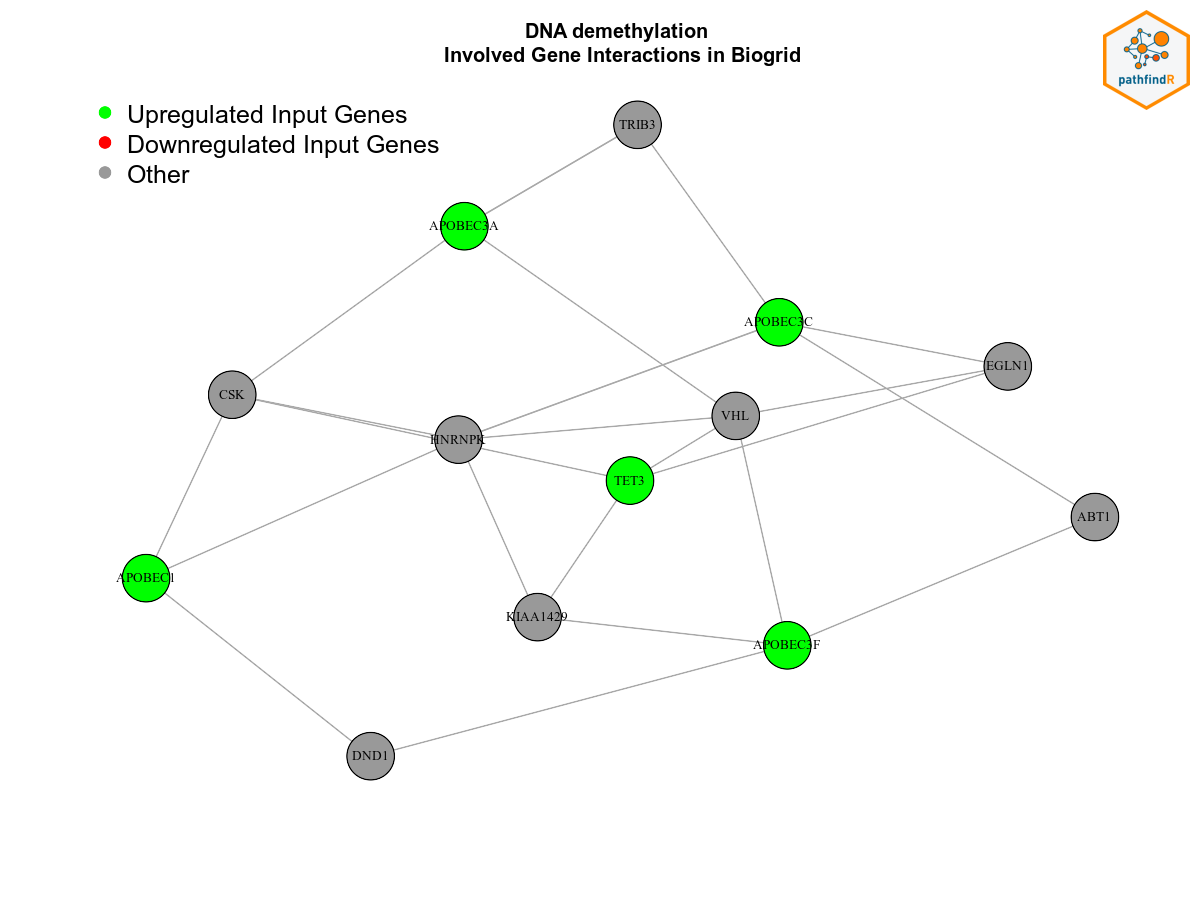 DNA demethylation
Involved Gene Interactions in Biogrid
pathfindR
Upregulated Input Genes
Downregulated Input Genes
Other
TRIB3
APOBEC3A
APOBEC3C
EGLN1
CSK
VHL
HNRNPK
TET3
ABT1
APOBEC1
KIAA1429
APOBEC3F
DND1